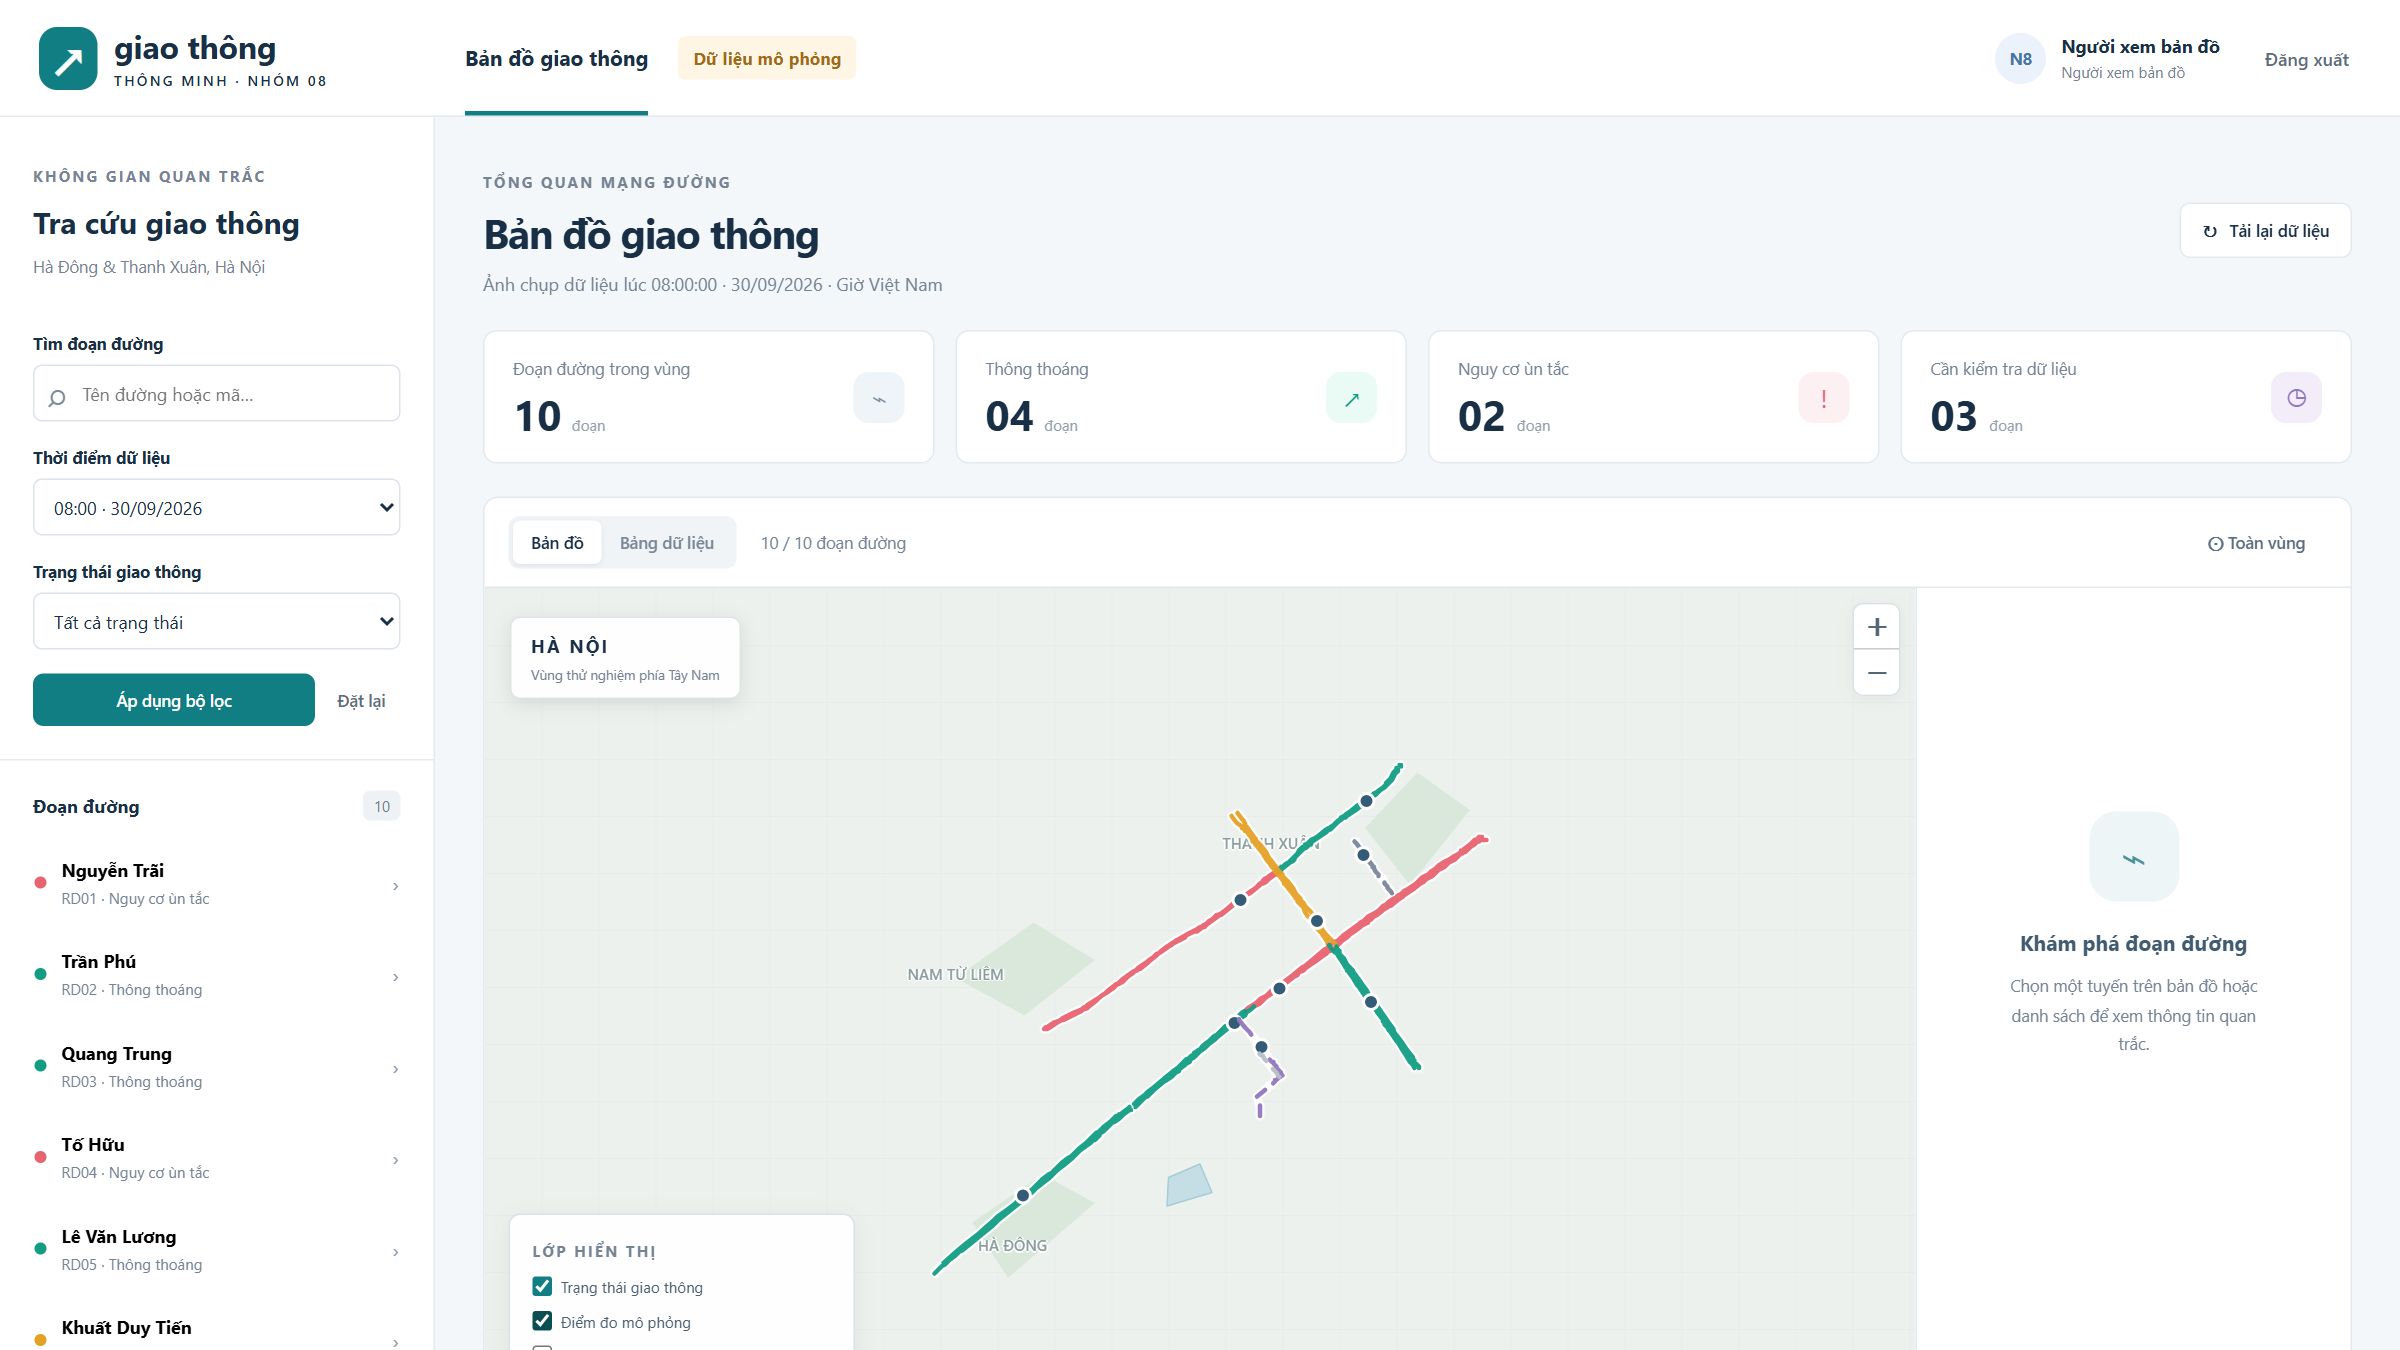 giao thông
THÔNG MINH · NHÓM 08
Bản đồ giao thông
Dữ liệu mô phỏng
N8
Người xem bản đồ
Người xem bản đồ
Đăng xuất
KHÔNG GIAN QUAN TRẮC
Tra cứu giao thông
Hà Đông & Thanh Xuân, Hà Nội
Tìm đoạn đường
Tên đường hoặc mã...
Thời điểm dữ liệu
08:00 · 30/09/2026
Trạng thái giao thông
Tất cả trạng thái
Áp dụng bộ lọc
Đặt lại
Đoạn đường
10
Nguyễn Trãi
RD01 · Nguy cơ ùn tắc
Trần Phú
RD02 · Thông thoáng
Quang Trung
RD03 · Thông thoáng
Tố Hữu
RD04 · Nguy cơ ùn tắc
Lê Văn Lương
RD05 · Thông thoáng
Khuất Duy Tiến
TỔNG QUAN MẠNG ĐƯỜNG
Bản đồ giao thông
Ảnh chụp dữ liệu lúc 08:00:00 · 30/09/2026 · Giờ Việt Nam
Tải lại dữ liệu
Đoạn đường trong vùng
10 đoạn
Thông thoáng
04 đoạn
Nguy cơ ùn tắc
02 đoạn
Cần kiểm tra dữ liệu
03 đoạn
Bản đồ
Bảng dữ liệu
10 / 10 đoạn đường
Toàn vùng
HÀ NỘI
Vùng thử nghiệm phía Tây Nam
THANH XUÂN
NAM TỪ LIÊM
HÀ ĐÔNG
LỚP HIỂN THỊ
Trạng thái giao thông
Điểm đo mô phỏng
Khám phá đoạn đường
Chọn một tuyến trên bản đồ hoặc
danh sách để xem thông tin quan
trắc.